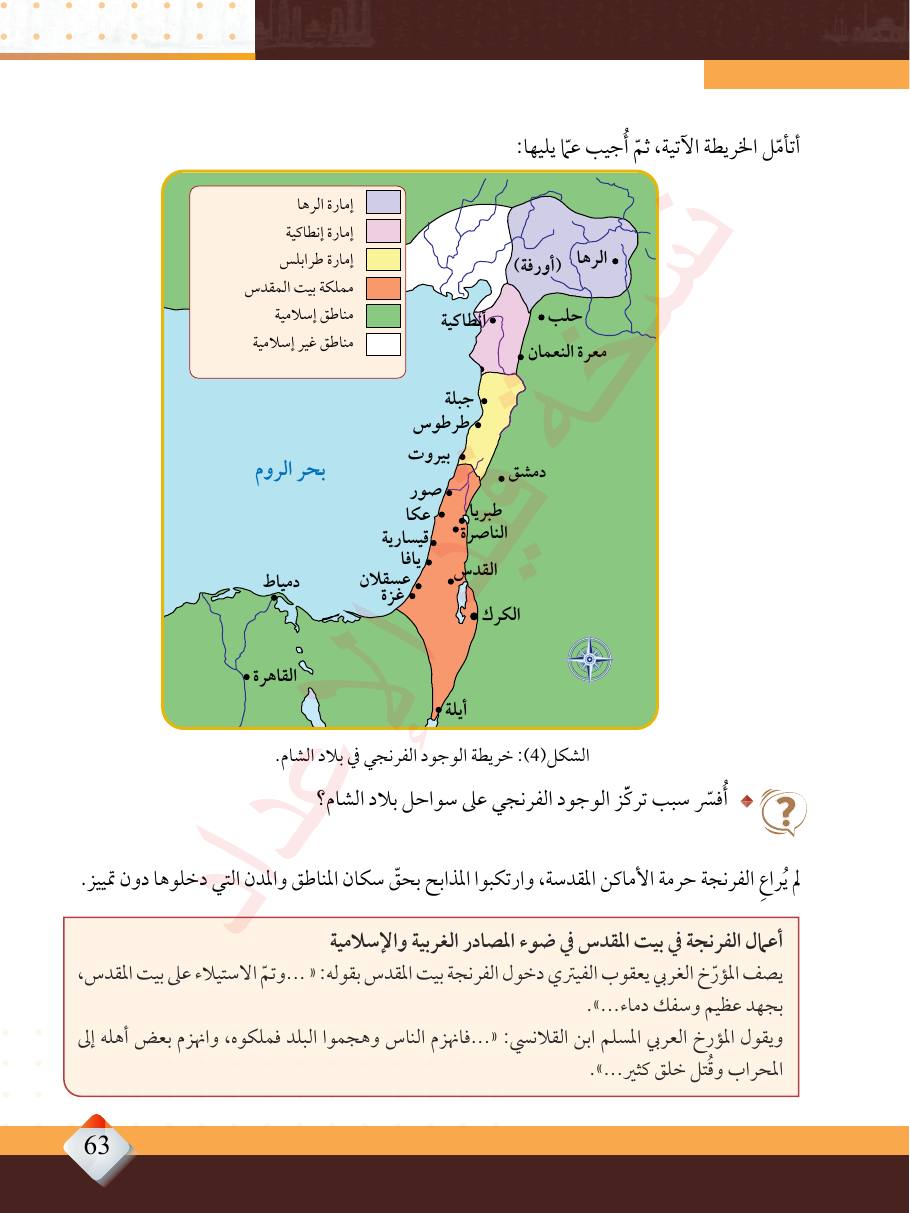 أتأمّل الخريطة الآتية، ثمّ أُجيب عمّا يليها:
إمارة الرها
إمارة إنطاكية
إمارة طرابلس
مملكة بيت المقدس
مناطق إسلامية
مناطق غير إسلامية
الرها
(أورفة)
حلب
أنطاكية
معرة النعمان
جبلة
طرطوس
بيروت
بحر الروم
دمشق
صور
طبريا
عكا
الناصرة
قيسارية
يافا
القدس
عسقلان
غزة
دمياط
الكرك
القاهرة
أيلة
الشكل(4): خريطة الوجود الفرنجي في بلاد الشام.
أُفسّر سبب تركّز الوجود الفرنجي على سواحل بلاد الشام؟
لم يُراعِ الفرنجة حرمة الأماكن المقدسة، وارتكبوا المذابح بحقّ سكان المناطق والمدن التي دخلوها دون تمييز.
أعمال الفرنجة في بيت المقدس في ضوء المصادر الغربية والإسلامية
يصف المؤرّخ الغربي يعقوب الفيتري دخول الفرنجة بيت المقدس بقوله: «...وتمّ الاستيلاء على بيت المقدس،
بجهد عظيم وسفك دماء...».
ويقول المؤرخ العربي المسلم ابن القلانسي: «...فانهزم الناس وهجموا البلد فملكوه، وانهزم بعض أهله إلى
المحراب وقُتل خلق كثير...».
63
نسخة قيد الإعداد